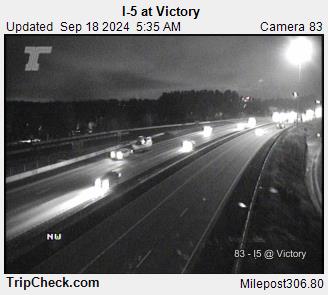 I-5 at Victory
Updated Sep 18 2024 5:35 AM Camera 83
T
NW
83 - I5 @ Victory
TripCheck.com Milepost306.80